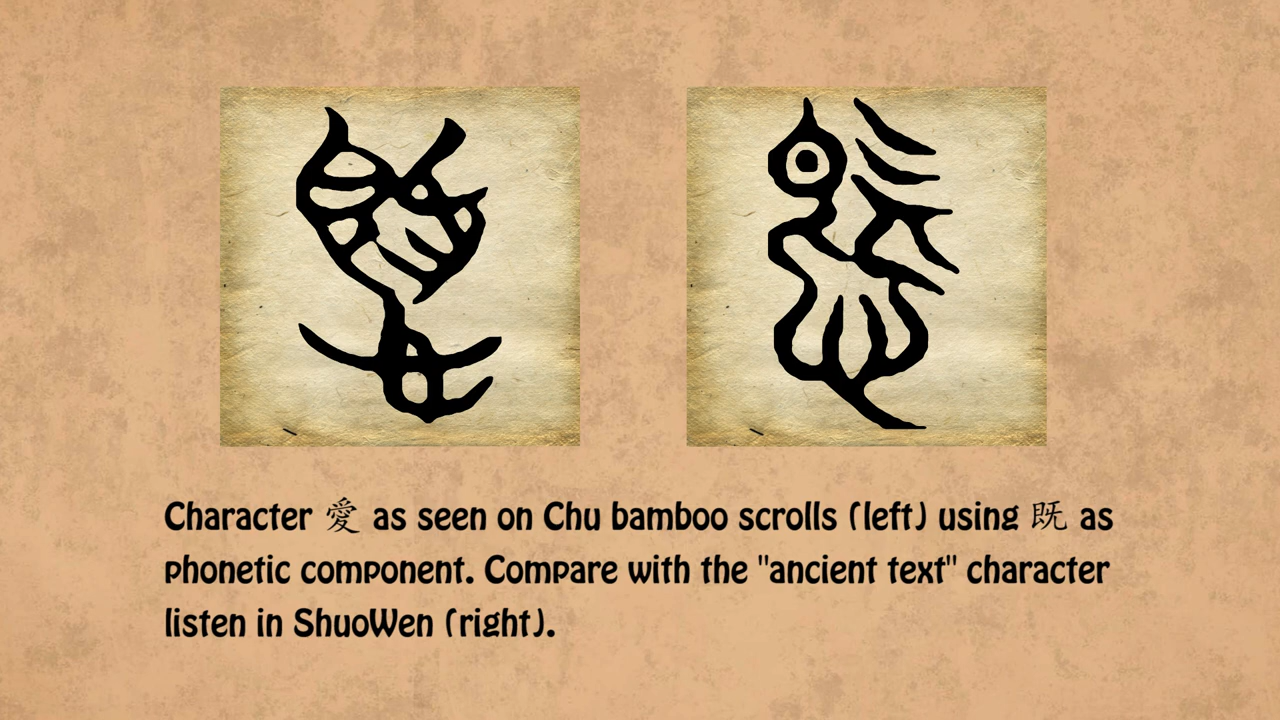 Character 愛 as seen on Chu bamboo scrolls (left) using 既 as
phonetic component. Compare with the "ancient text" character
listen in ShuoWen (right).